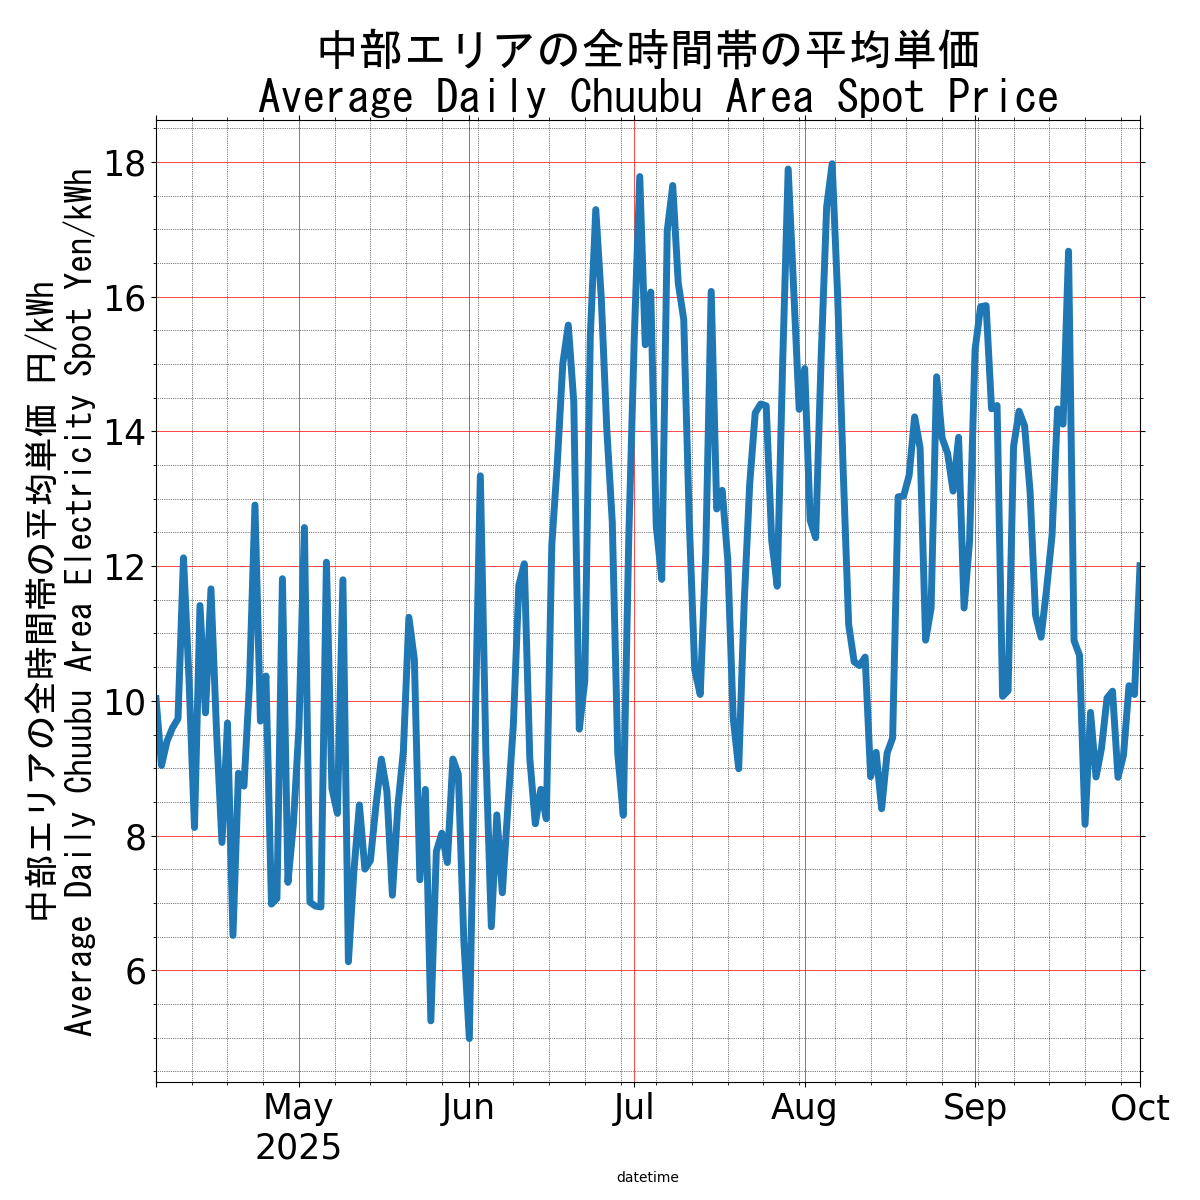 中部エリアの全時間帯の平均単価
Average Daily Chuubu Area Spot Price
中部エリアの全時間帯の平均単価 円/kWh
Average Daily Chuubu Area Electricity Spot Yen/kWh
18
16
14
12
10
8
6
May
2025
Jun
Jul
Aug
Sep
Oct
datetime